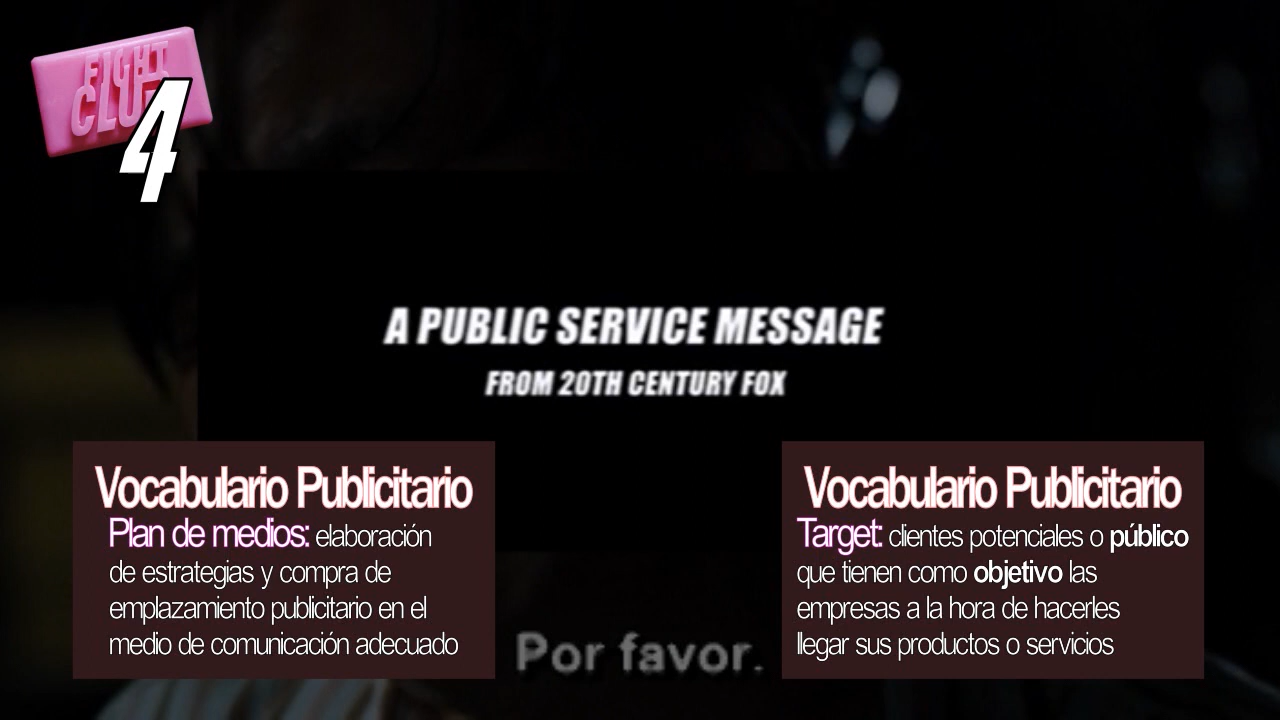 FIGHT
CLUB
4
A PUBLIC SERVICE MESSAGE
FROM 20TH CENTURY FOX
Vocabulario Publicitario
Plan de medios: elaboración
de estrategias y compra de
emplazamiento publicitario en el
medio de comunicación adecuado
Vocabulario Publicitario
Target: clientes potenciales o público
que tienen como objetivo las
empresas a la hora de hacerles
llegar sus productos o servicios
Por favor.